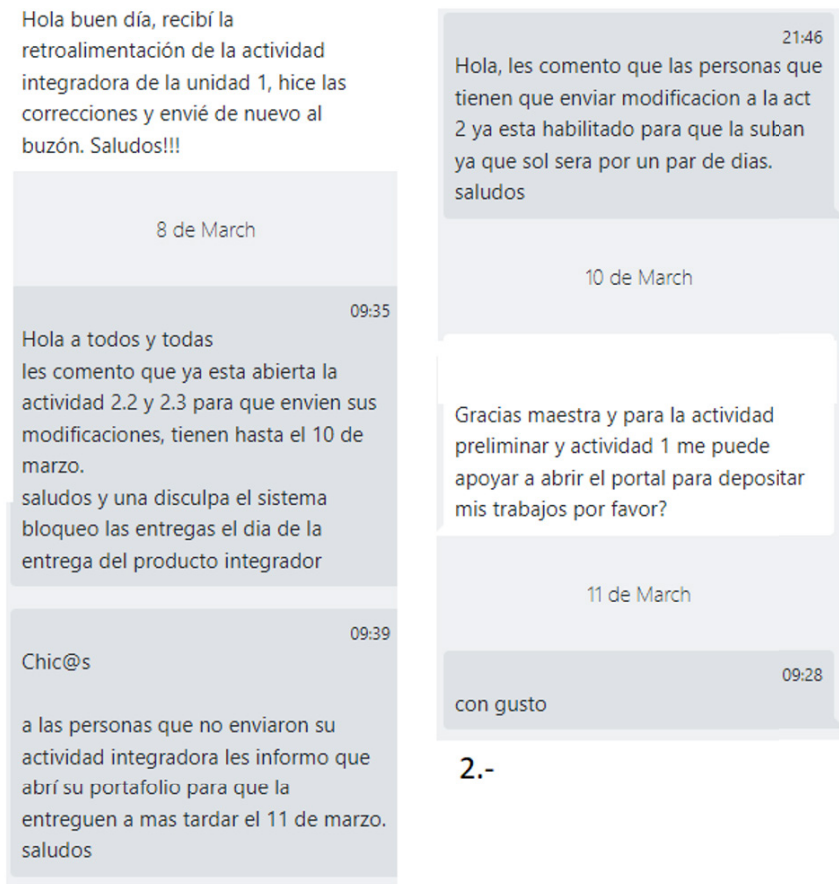 Hola buen día, recibí la
retroalimentación de la actividad
integradora de la unidad 1, hice las
correcciones y envié de nuevo al
buzón. Saludos!!!
8 de March
09:35
Hola a todos y todas
les comento que ya esta abierta la
actividad 2.2 y 2.3 para que envien sus
modificaciones, tienen hasta el 10 de
marzo.
saludos y una disculpa el sistema
bloqueo las entregas el dia de la
entrega del producto integrador
09:39
Chic@s
a las personas que no enviaron su
actividad integradora les informo que
abrí su portafolio para que la
entreguen a mas tardar el 11 de marzo.
saludos
21:46
Hola, les comento que las personas que
tienen que enviar modificacion a la act
2 ya esta habilitado para que la suban
ya que sol sera por un par de dias.
saludos
10 de March
Gracias maestra y para la actividad
preliminar y actividad 1 me puede
apoyar a abrir el portal para depositar
mis trabajos por favor?
11 de March
09:28
con gusto
2.-